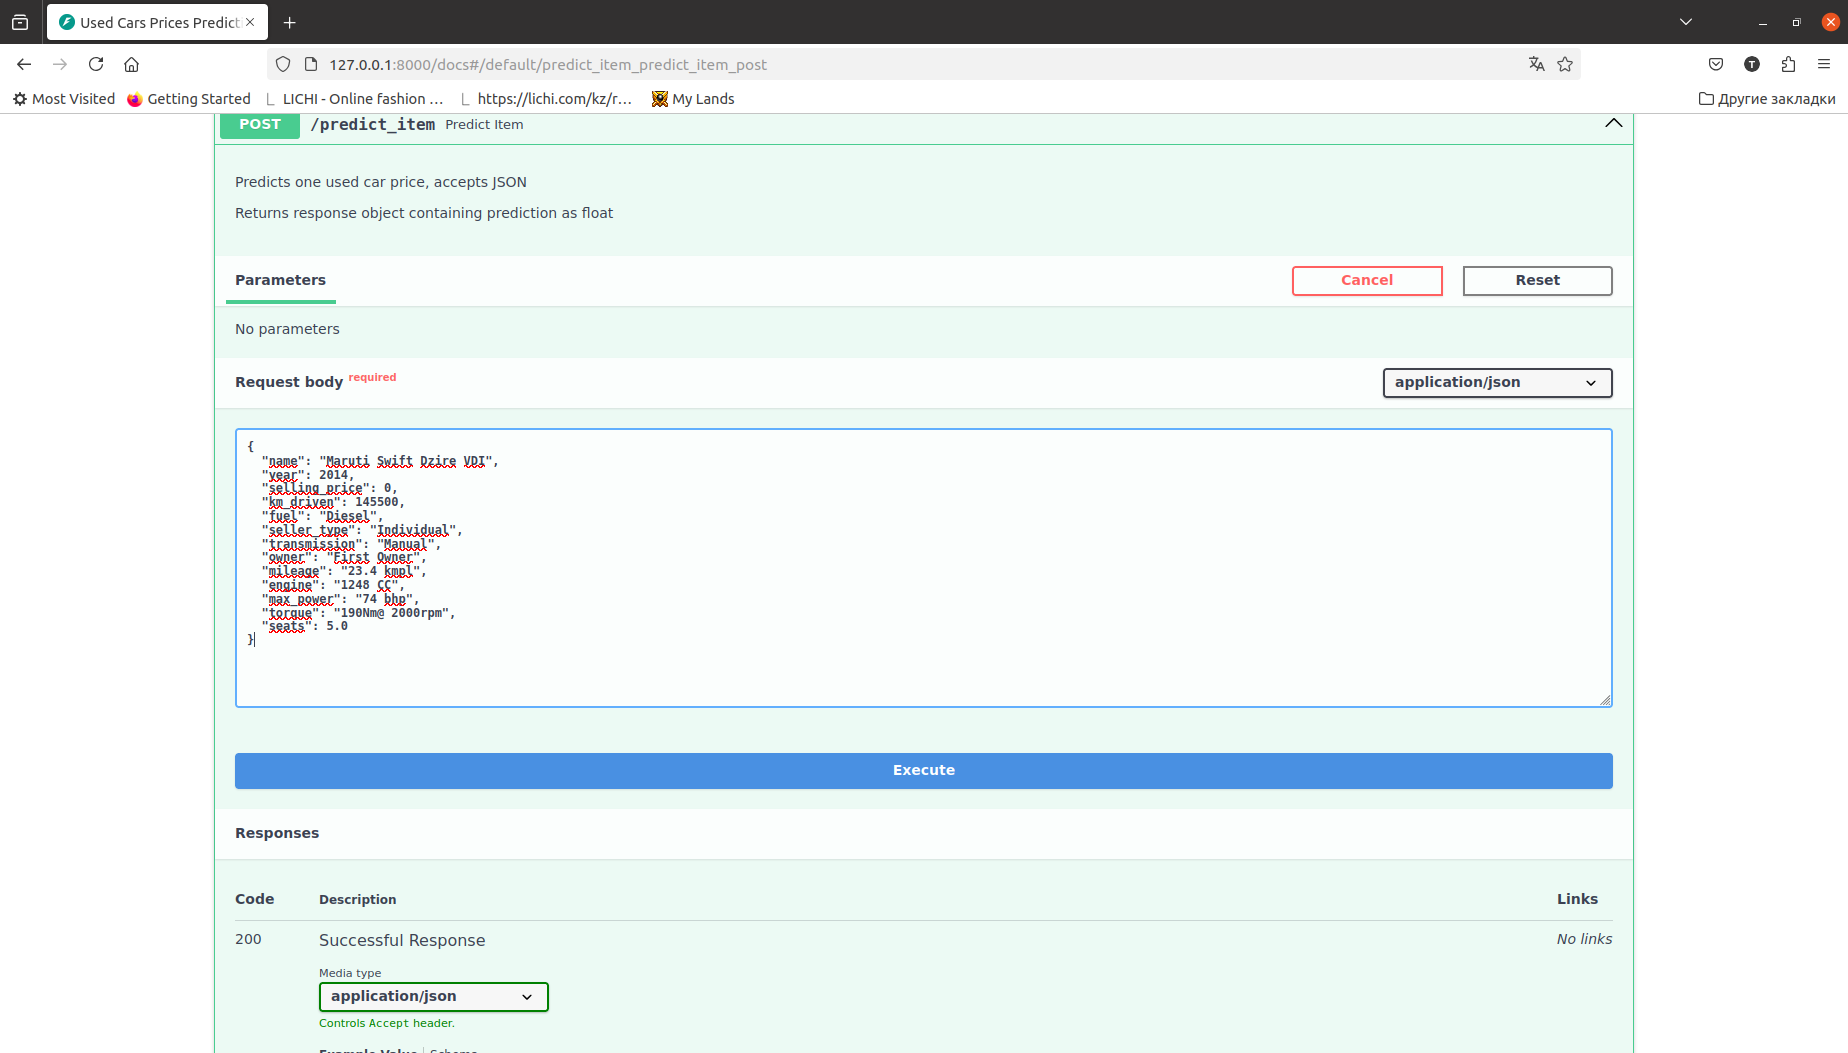 Used Cars Prices Predict
127.0.0.1:8000/docs#/default/predict_item_predict_item_post
T
Most Visited
Getting Started
LICHI - Online fashion ...
https://lichi.com/kz/r...
My Lands
Другие закладки
POST /predict_item Predict Item
Predicts one used car price, accepts JSON
Returns response object containing prediction as float
Parameters
Cancel
Reset
No parameters
Request body required
application/json
{
"name": "Maruti Swift Dzire VDI",
"year": 2014,
"selling_price": 0,
"km_driven": 145500,
"fuel": "Diesel",
"seller_type": "Individual",
"transmission": "Manual",
"owner": "First Owner",
"mileage": "23.4 kmpl",
"engine": "1248 CC",
"max_power": "74 bhp",
"torque": "190Nm@ 2000rpm",
"seats": 5.0
}
Execute
Responses
Code Description Links
200 Successful Response No links
Media type
application/json
Controls Accept header.
Example Value Schema